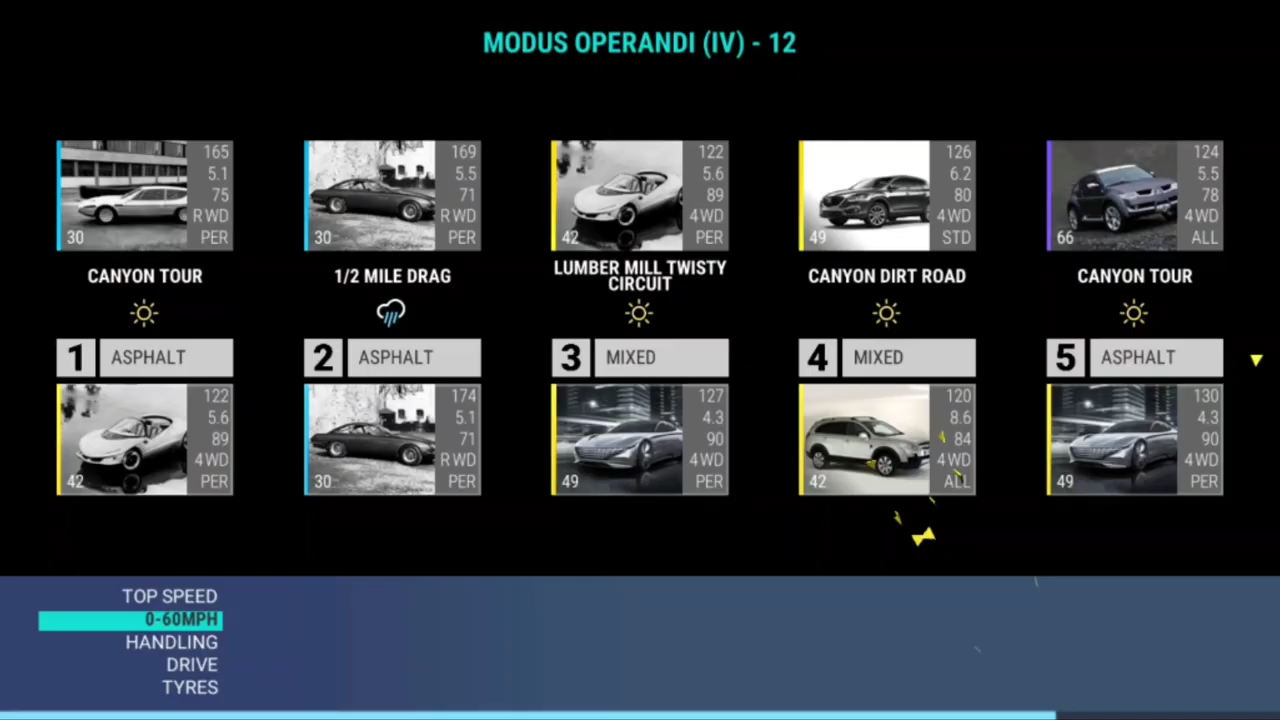 MODUS OPERANDI (IV) - 12
165
5.1
75
RWD
30 PER
169
5.5
71
RWD
30 PER
122
5.6
89
4WD
42 PER
126
6.2
80
4WD
49 STD
124
5.5
78
4WD
66 ALL
CANYON TOUR
1/2 MILE DRAG
LUMBER MILL TWISTY
CIRCUIT
CANYON DIRT ROAD
CANYON TOUR
1 ASPHALT
2 ASPHALT
3 MIXED
4 MIXED
5 ASPHALT
122
5.6
89
4WD
42 PER
174
5.1
71
RWD
30 PER
127
4.3
90
4WD
49 PER
120
8.6
84
4WD
42 ALL
130
4.3
90
4WD
49 PER
TOP SPEED
0-60MPH
HANDLING
DRIVE
TYRES